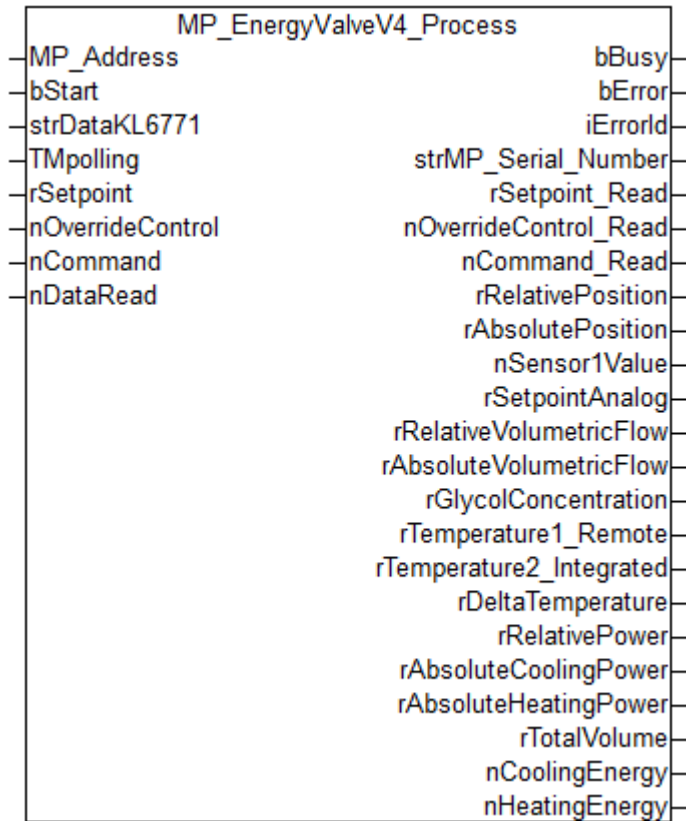 MP_EnergyValveV4_Process
MP_Address bBusy
bStart bError
strDataKL6771 iErrorId
TMpolling strMP_Serial_Number
rSetpoint rSetpoint_Read
nOverrideControl nOverrideControl_Read
nCommand nCommand_Read
nDataRead rRelativePosition
rAbsolutePosition
nSensor1Value
rSetpointAnalog
rRelativeVolumetricFlow
rAbsoluteVolumetricFlow
rGlycolConcentration
rTemperature1_Remote
rTemperature2_Integrated
rDeltaTemperature
rRelativePower
rAbsoluteCoolingPower
rAbsoluteHeatingPower
rTotalVolume
nCoolingEnergy
nHeatingEnergy